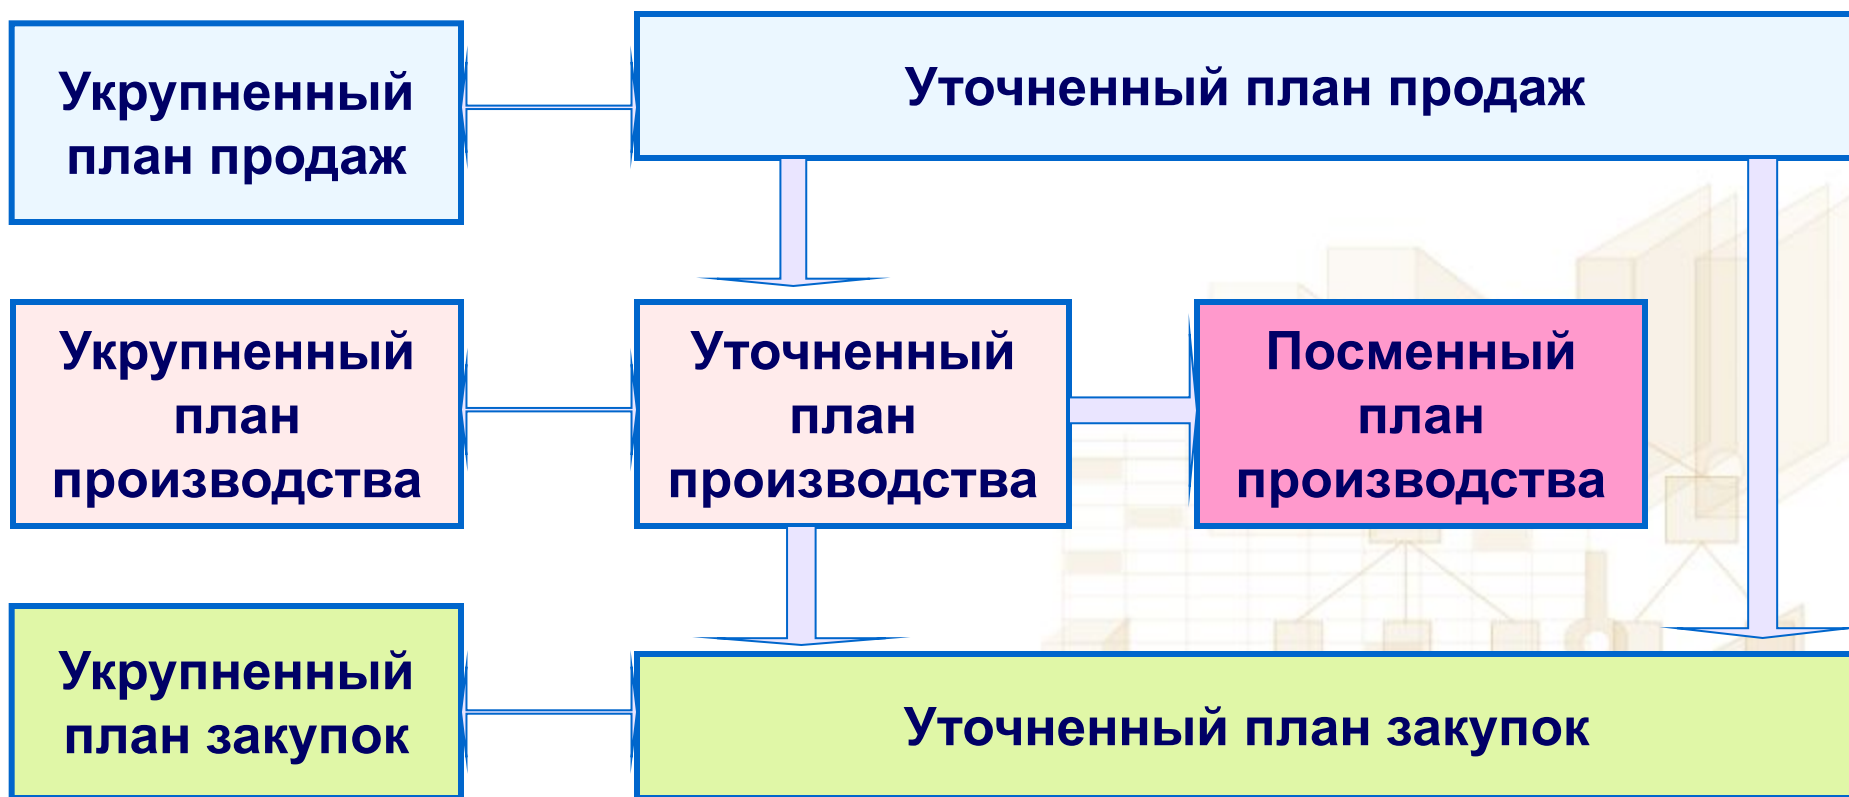 Укрупненный
план продаж
Уточненный план продаж
Укрупненный
план
производства
Уточненный
план
производства
Посменный
план
производства
Укрупненный
план закупок
Уточненный план закупок